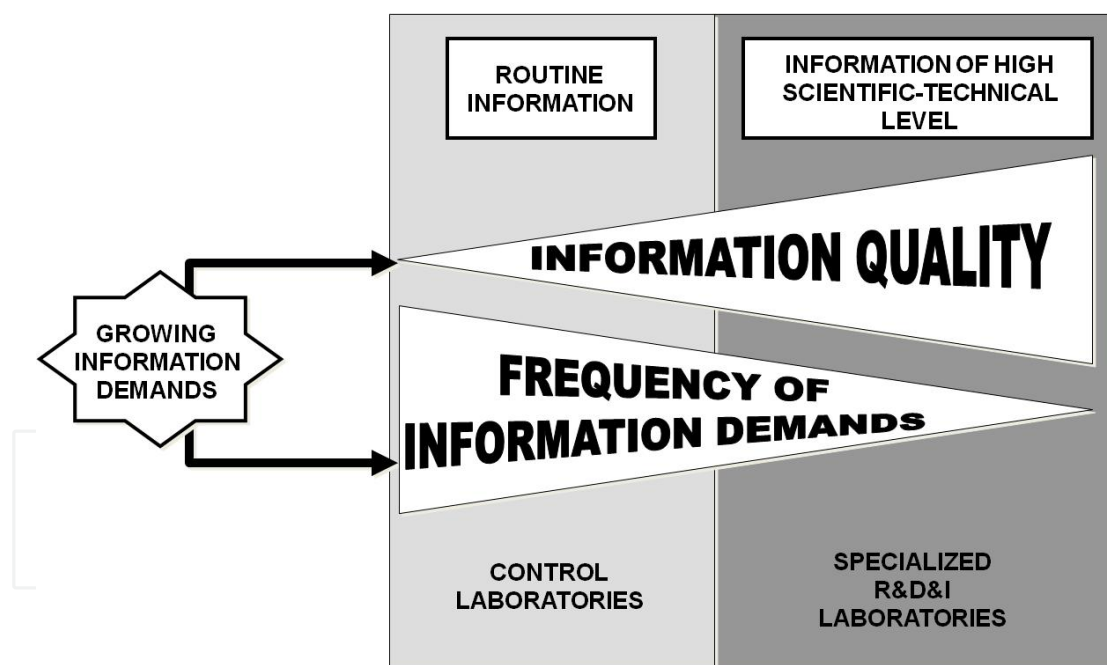 ROUTINE
INFORMATION
INFORMATION OF HIGH
SCIENTIFIC-TECHNICAL
LEVEL
INFORMATION QUALITY
GROWING
INFORMATION
DEMANDS
FREQUENCY OF
INFORMATION DEMANDS
CONTROL
LABORATORIES
SPECIALIZED
R&D&I
LABORATORIES